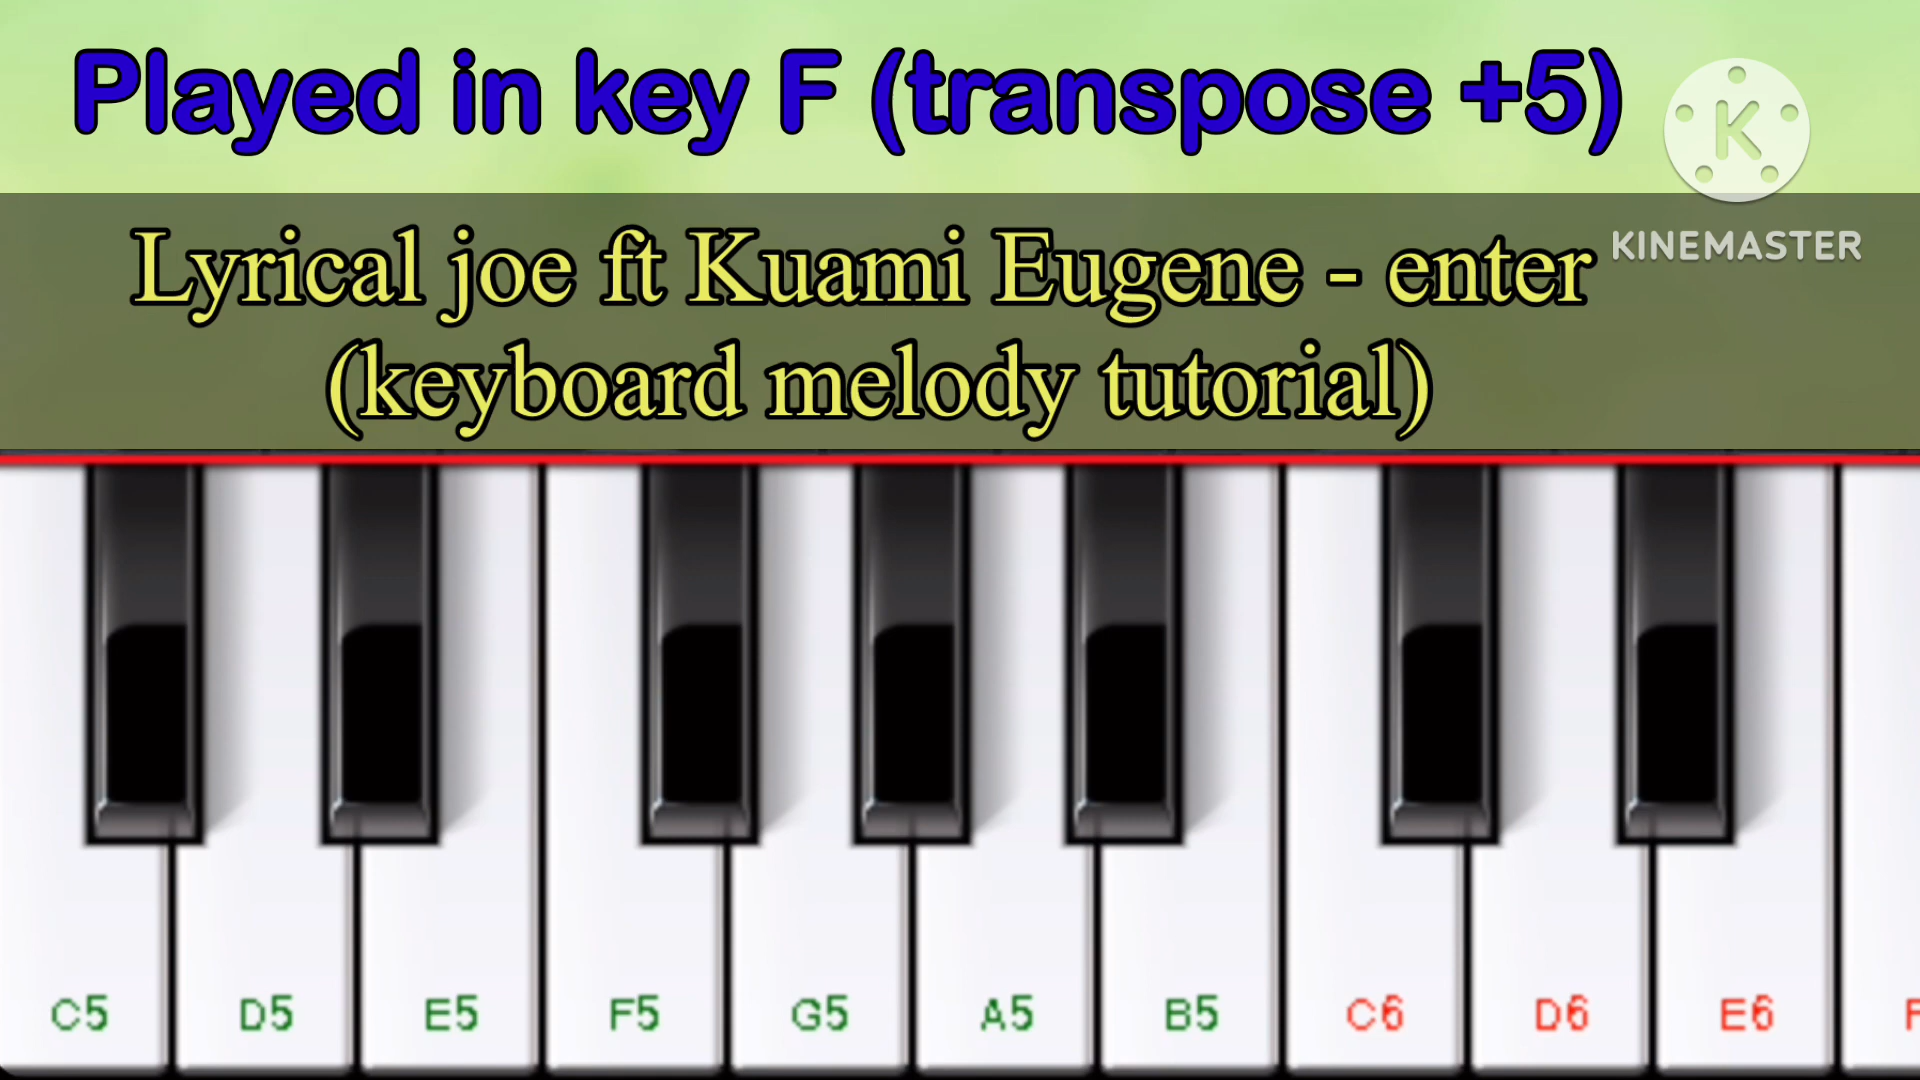 Played in key F (transpose +5)
K
KINEMASTER
Lyrical joe ft Kuami Eugene - enter
(keyboard melody tutorial)
C5 D5 E5 F5 G5 A5 B5 C6 D6 E6